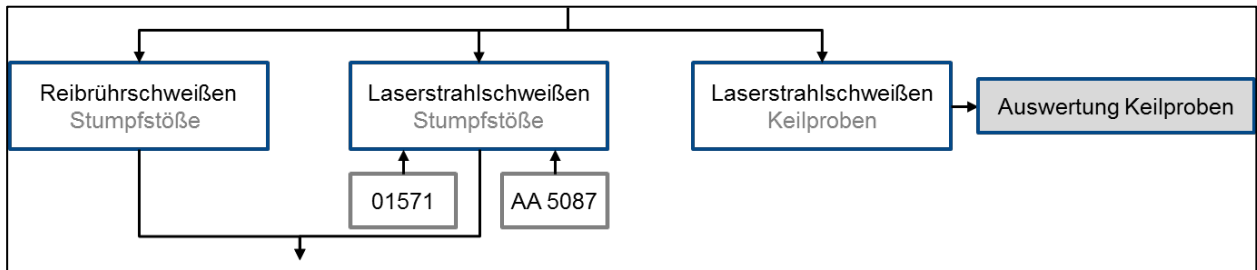 Reibrührschweißen
Stumpfstöße
Laserstrahlschweißen
Stumpfstöße
Laserstrahlschweißen
Keilproben
Auswertung Keilproben
01571
AA 5087